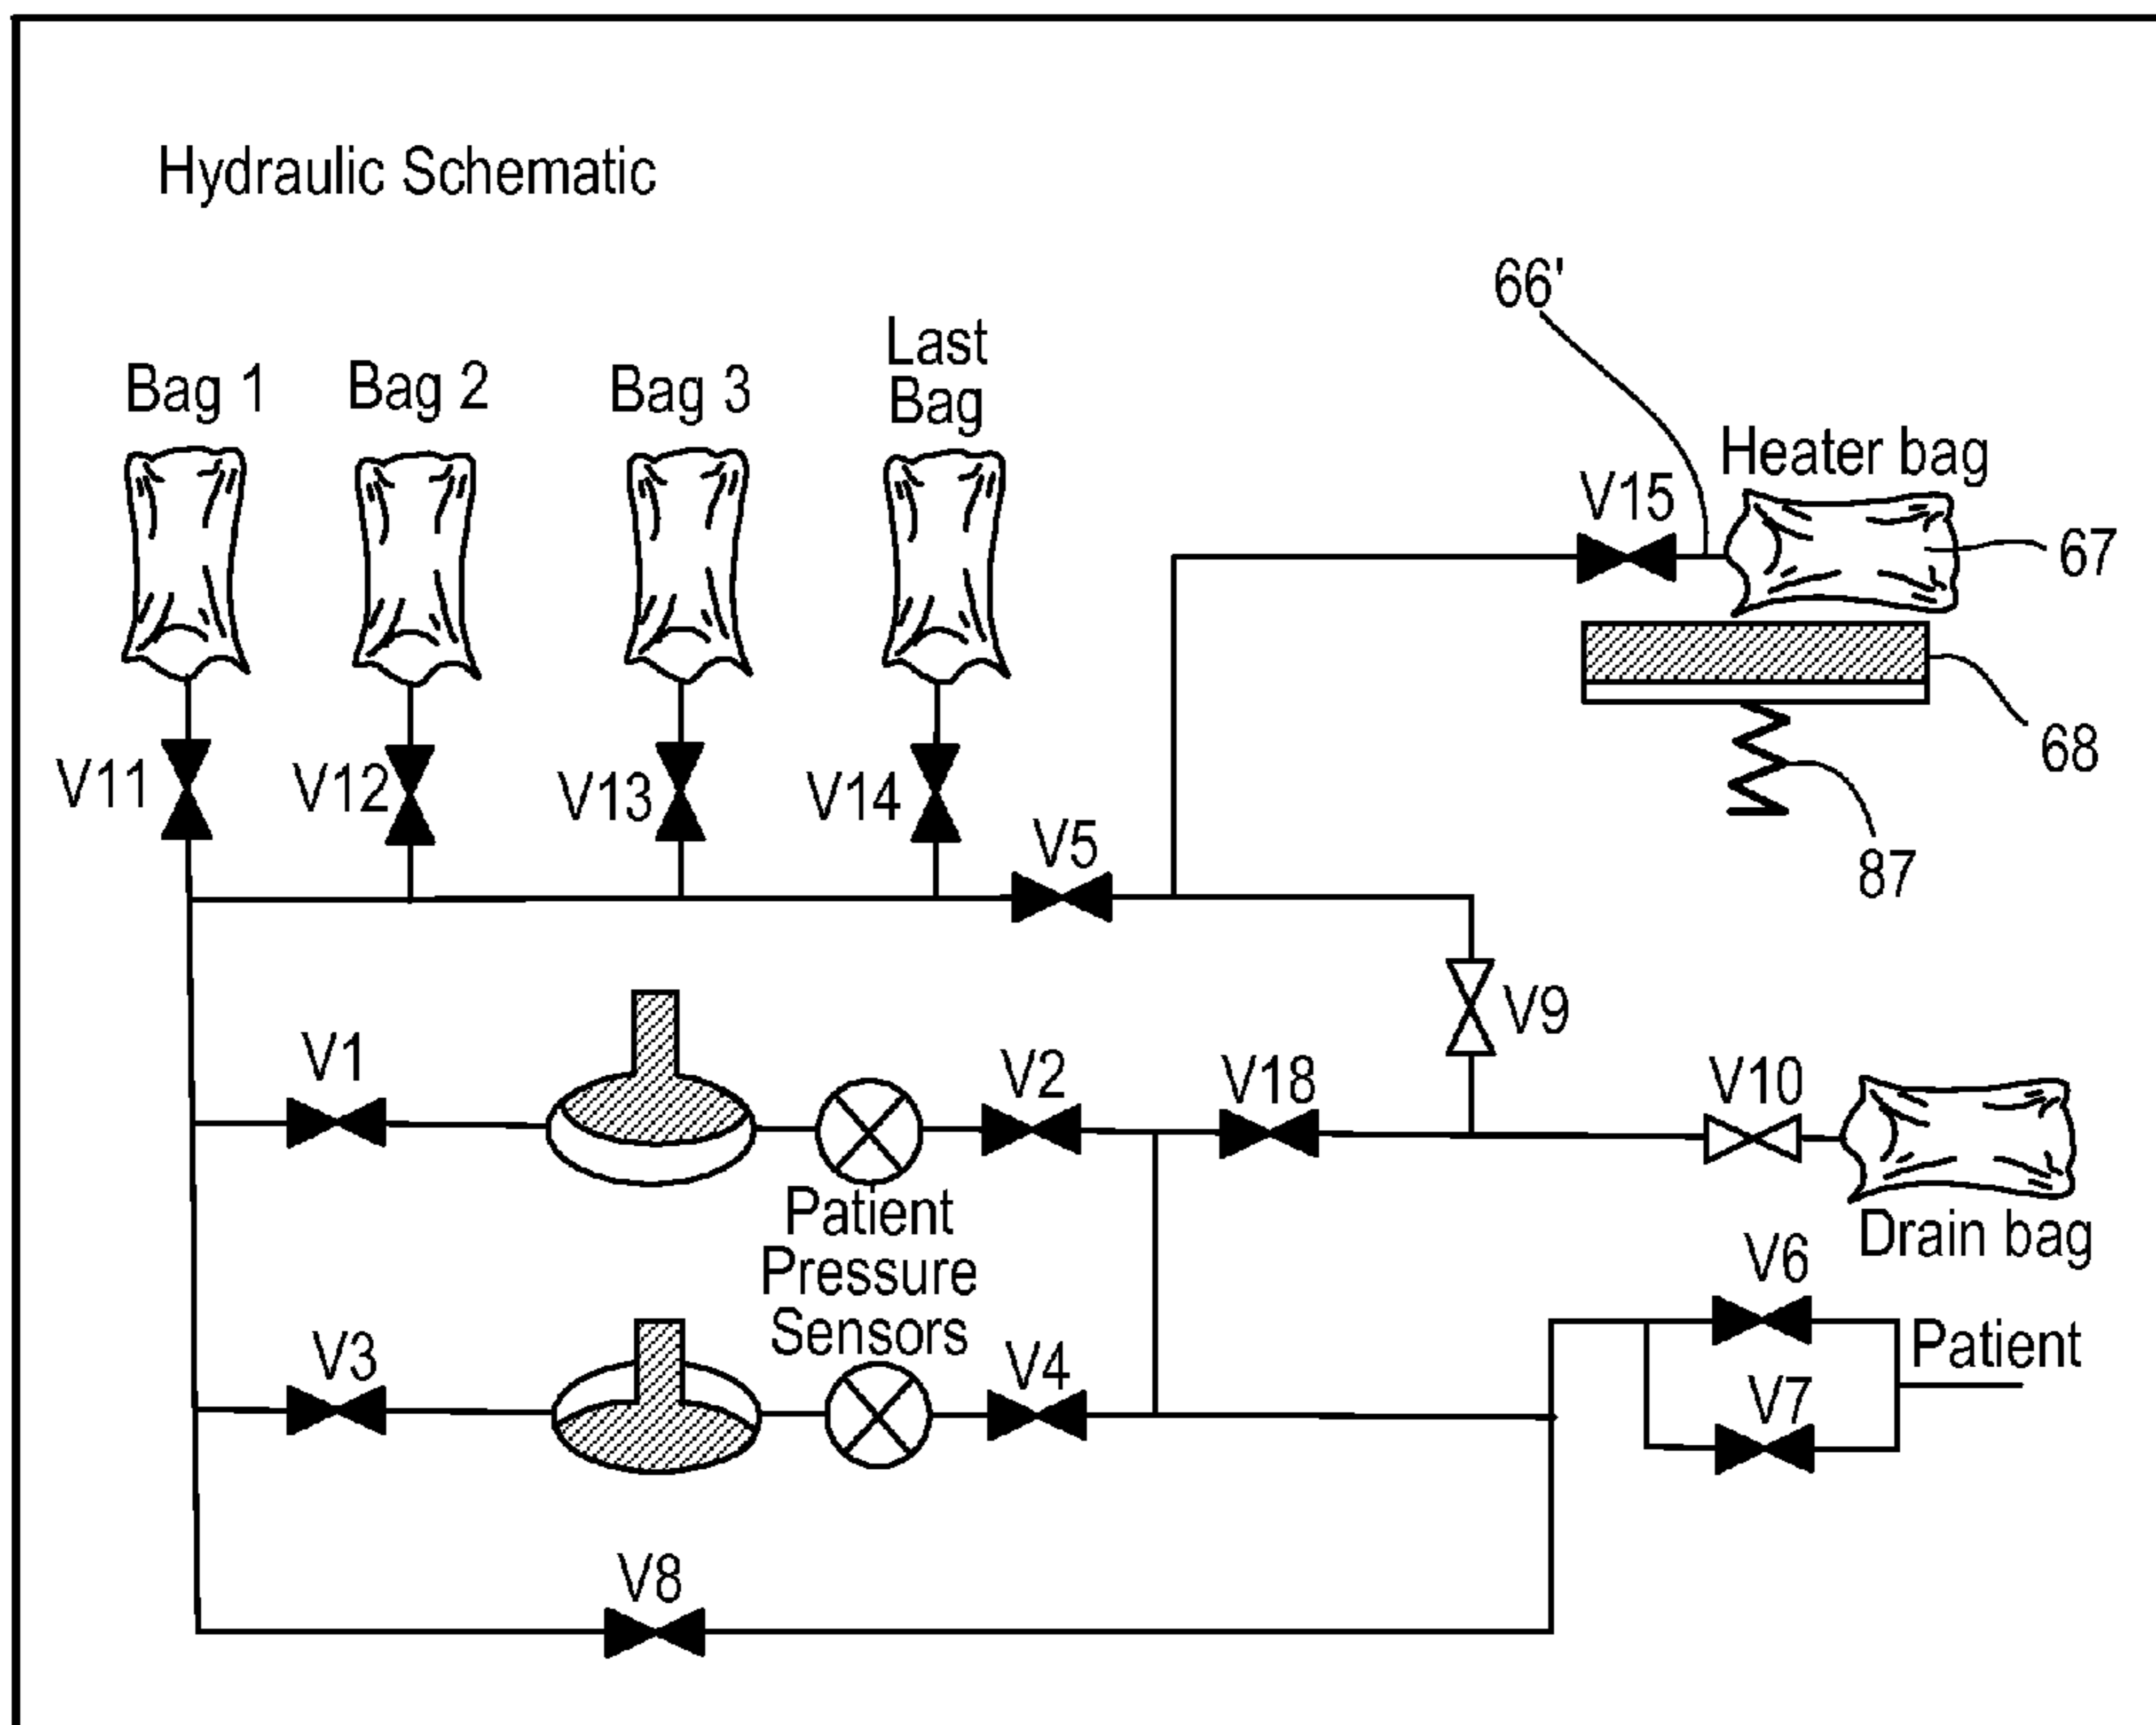 Hydraulic Schematic
66'
Last
Bag
Bag 1
Bag 2
Bag 3
Heater bag
V15
67
68
V11
V12
V13
V14
V5
87
V9
V1
V2
V18
V10
Patient
Pressure
Sensors
Drain bag
V6
V3
V4
Patient
V7
V8